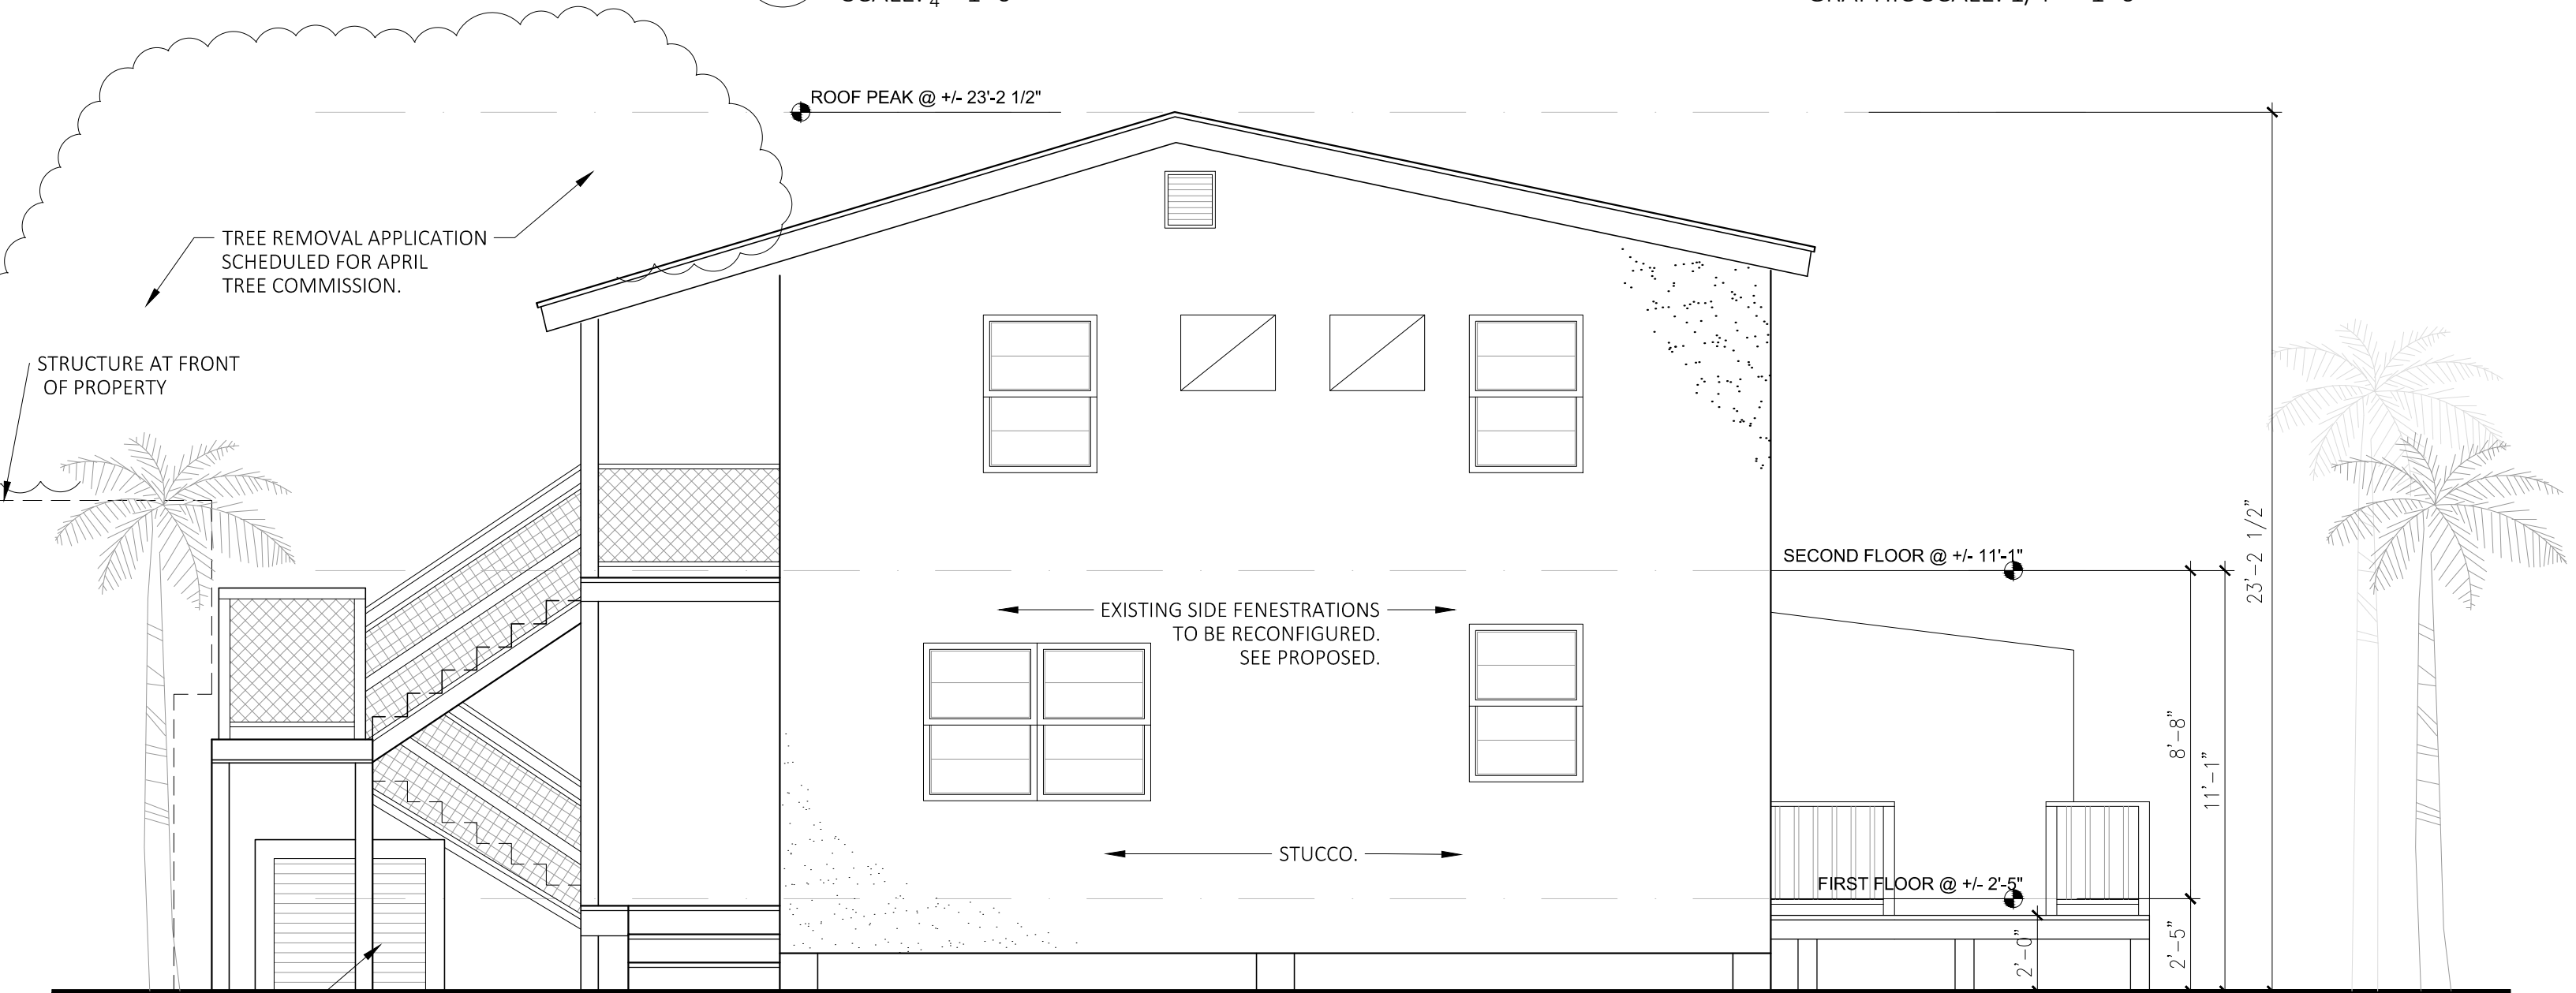 ROOF PEAK @ +/- 23'-2 1/2"
TREE REMOVAL APPLICATION
SCHEDULED FOR APRIL
TREE COMMISSION.
STRUCTURE AT FRONT
OF PROPERTY
SECOND FLOOR @ +/- 11'-1"
EXISTING SIDE FENESTRATIONS
TO BE RECONFIGURED.
SEE PROPOSED.
STUCCO.
FIRST FLOOR @ +/- 2'-5"
2'-0"
8'-8"
2'-5"
11'-1"
23'-2 1/2"